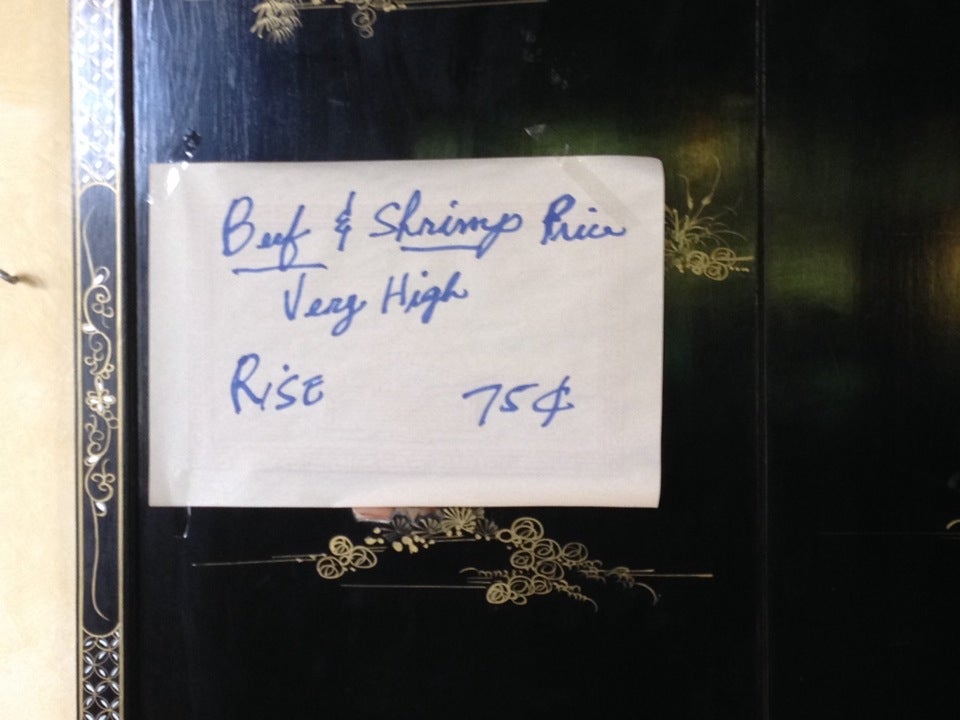 Beef & Shrimp Price
Very High
RiSE 75¢